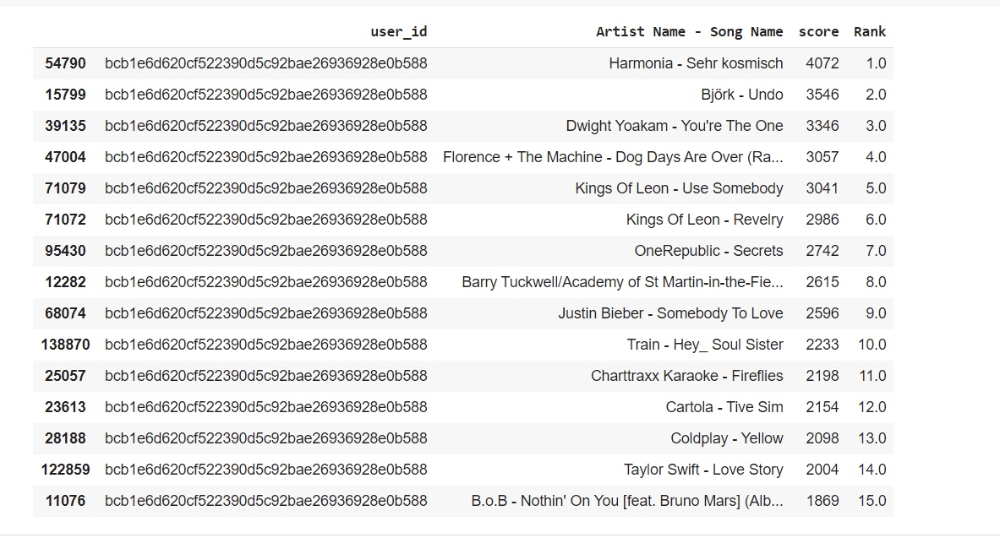 user_id Artist Name - Song Name score Rank
54790 bcb1e6d620cf522390d5c92bae26936928e0b588 Harmonia - Sehr kosmisch 4072 1.0
15799 bcb1e6d620cf522390d5c92bae26936928e0b588 Björk - Undo 3546 2.0
39135 bcb1e6d620cf522390d5c92bae26936928e0b588 Dwight Yoakam - You're The One 3346 3.0
47004 bcb1e6d620cf522390d5c92bae26936928e0b588 Florence + The Machine - Dog Days Are Over (Ra... 3057 4.0
71079 bcb1e6d620cf522390d5c92bae26936928e0b588 Kings Of Leon - Use Somebody 3041 5.0
71072 bcb1e6d620cf522390d5c92bae26936928e0b588 Kings Of Leon - Revelry 2986 6.0
95430 bcb1e6d620cf522390d5c92bae26936928e0b588 OneRepublic - Secrets 2742 7.0
12282 bcb1e6d620cf522390d5c92bae26936928e0b588 Barry Tuckwell/Academy of St Martin-in-the-Fie... 2615 8.0
68074 bcb1e6d620cf522390d5c92bae26936928e0b588 Justin Bieber - Somebody To Love 2596 9.0
138870 bcb1e6d620cf522390d5c92bae26936928e0b588 Train - Hey_ Soul Sister 2233 10.0
25057 bcb1e6d620cf522390d5c92bae26936928e0b588 Charttraxx Karaoke - Fireflies 2198 11.0
23613 bcb1e6d620cf522390d5c92bae26936928e0b588 Cartola - Tive Sim 2154 12.0
28188 bcb1e6d620cf522390d5c92bae26936928e0b588 Coldplay - Yellow 2098 13.0
122859 bcb1e6d620cf522390d5c92bae26936928e0b588 Taylor Swift - Love Story 2004 14.0
11076 bcb1e6d620cf522390d5c92bae26936928e0b588 B.o.B - Nothin' On You [feat. Bruno Mars] (Alb... 1869 15.0